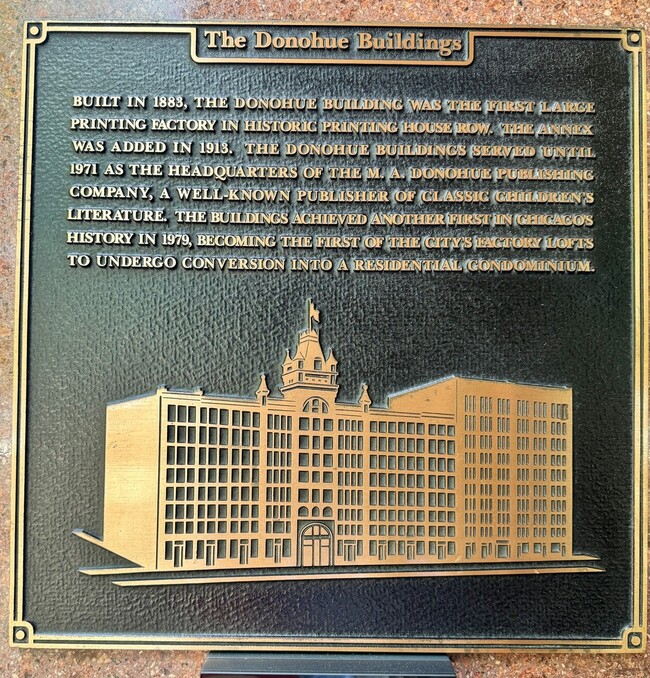 The Donohue Buildings
BUILT IN 1883, THE DONOHUE BUILDING WAS THE FIRST LARGE
PRINTING FACTORY IN HISTORIC PRINTING HOUSE ROW. THE ANNEX
WAS ADDED IN 1913. THE DONOHUE BUILDINGS SERVED UNTIL
1971 AS THE HEADQUARTERS OF THE M. A. DONOHUE PUBLISHING
COMPANY, A WELL-KNOWN PUBLISHER OF CLASSIC CHILDREN'S
LITERATURE. THE BUILDINGS ACHIEVED ANOTHER FIRST IN CHICAGO'S
HISTORY IN 1979, BECOMING THE FIRST OF THE CITY'S FACTORY LOFTS
TO UNDERGO CONVERSION INTO A RESIDENTIAL CONDOMINIUM.